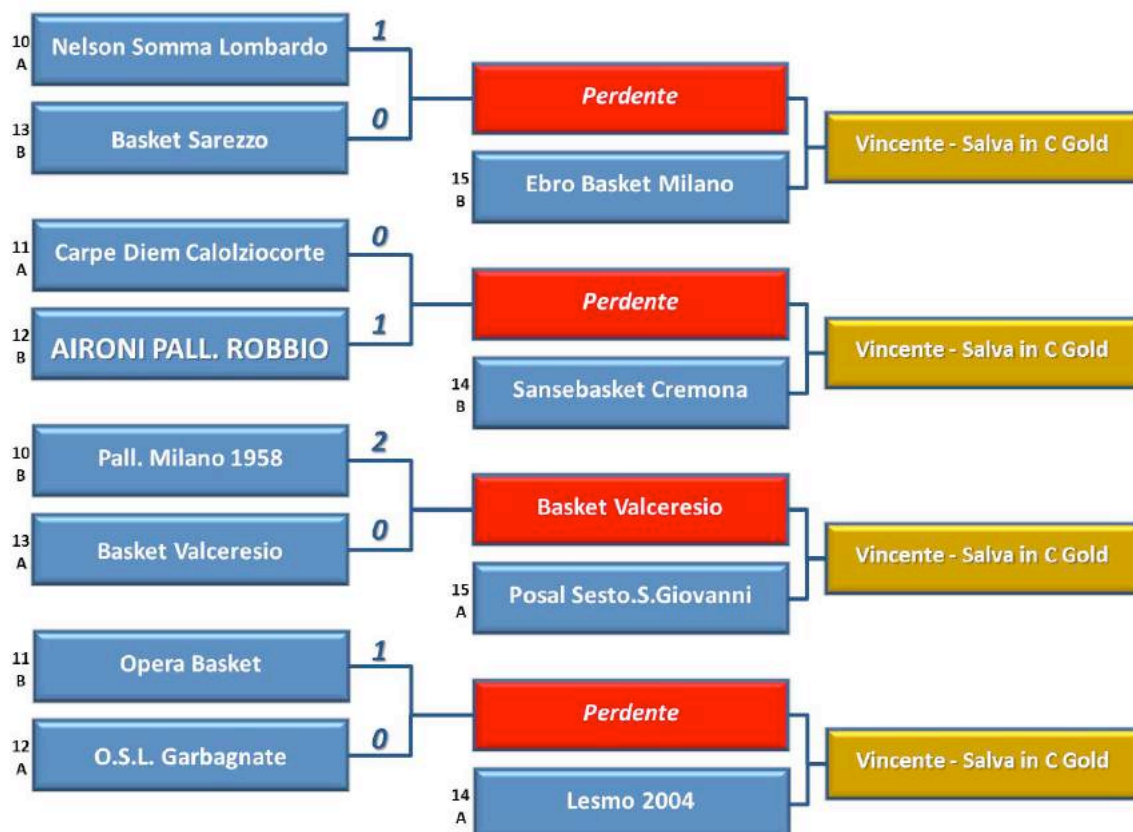 10
A
Nelson Somma Lombardo
1
13
B
Basket Sarezzo
0
Perdente
15
B
Ebro Basket Milano
Vincente - Salva in C Gold
11
A
Carpe Diem Calolziocorte
0
12
B
AIRONI PALL. ROBBIO
1
Perdente
14
B
Sansebasket Cremona
Vincente - Salva in C Gold
10
B
Pall. Milano 1958
2
13
A
Basket Valceresio
0
Basket Valceresio
15
A
Posal Sesto.S.Giovanni
Vincente - Salva in C Gold
11
B
Opera Basket
1
12
A
O.S.L. Garbagnate
0
Perdente
14
A
Lesmo 2004
Vincente - Salva in C Gold